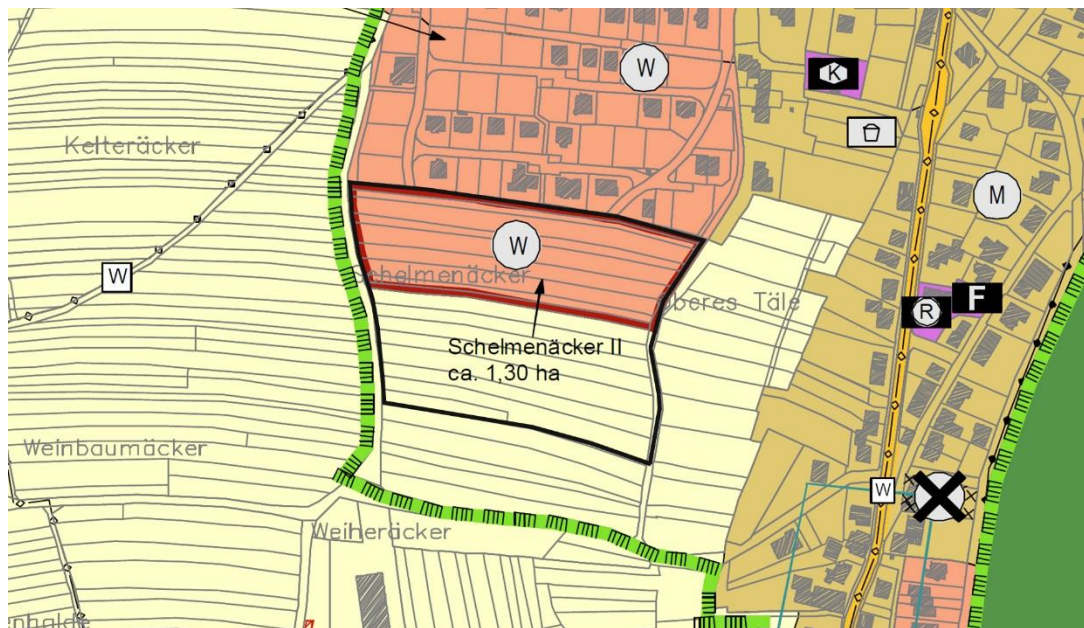 W
K
Kelteräcker
M
W
W
Schelmenäcker
Oberes Täle
R
F
Schelmenäcker II
ca. 1,30 ha
Weinbaumäcker
W
Weiheräcker